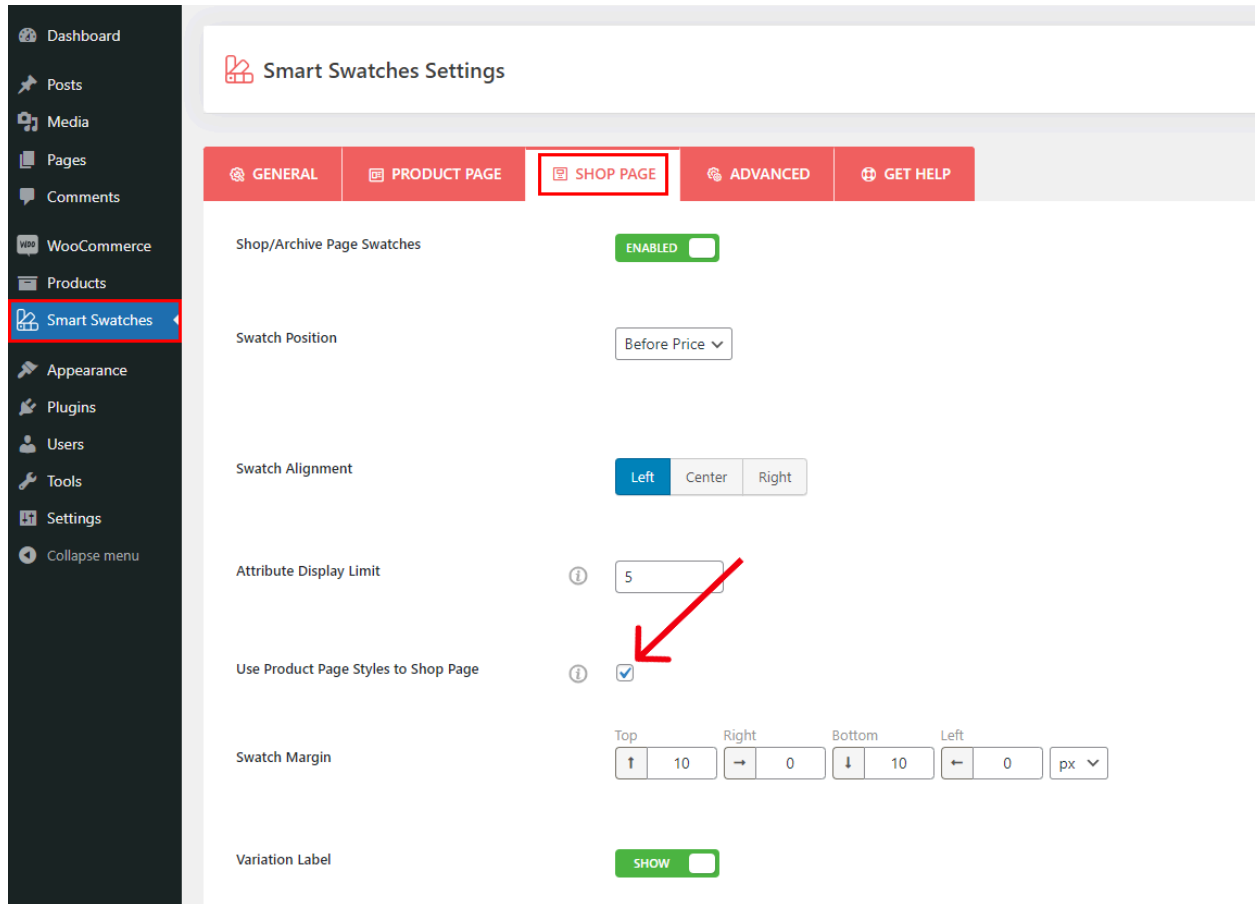 Dashboard
Posts
Media
Pages
Comments
WooCommerce
Products
Smart Swatches
Appearance
Plugins
Users
Tools
Settings
Collapse menu
Smart Swatches Settings
GENERAL PRODUCT PAGE SHOP PAGE ADVANCED GET HELP
Shop/Archive Page Swatches ENABLED
Swatch Position Before Price
Swatch Alignment Left Center Right
Attribute Display Limit 5
Use Product Page Styles to Shop Page
Top Right Bottom Left
Swatch Margin 10 0 10 0 px
Variation Label SHOW